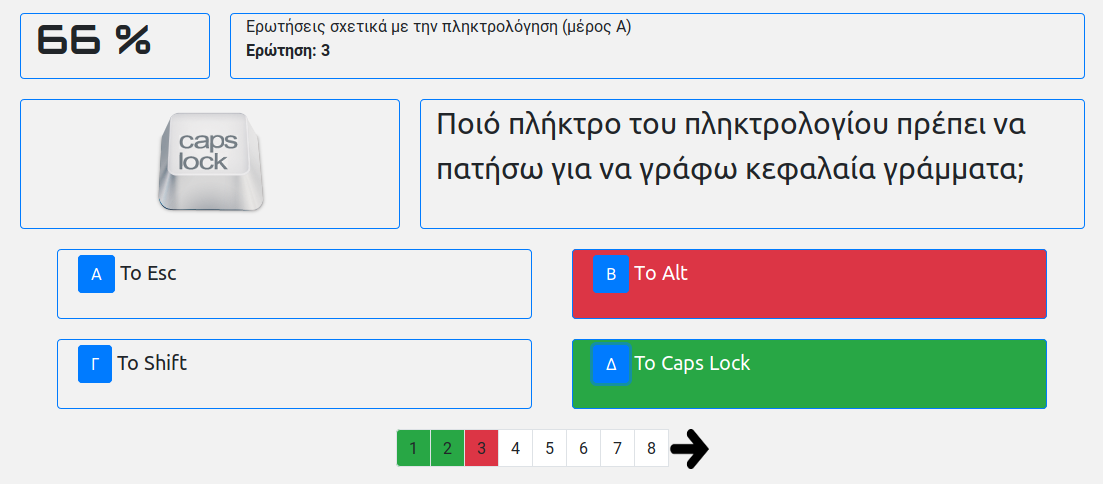 66 %
Ερωτήσεις σχετικά με την πληκτρολόγηση (μέρος Α)
Ερώτηση: 3
caps
lock
Ποιό πλήκτρο του πληκτρολογίου πρέπει να
πατήσω για να γράφω κεφαλαία γράμματα;
Α Το Esc
Β Το Alt
Γ Το Shift
Δ Το Caps Lock
1 2 3 4 5 6 7 8